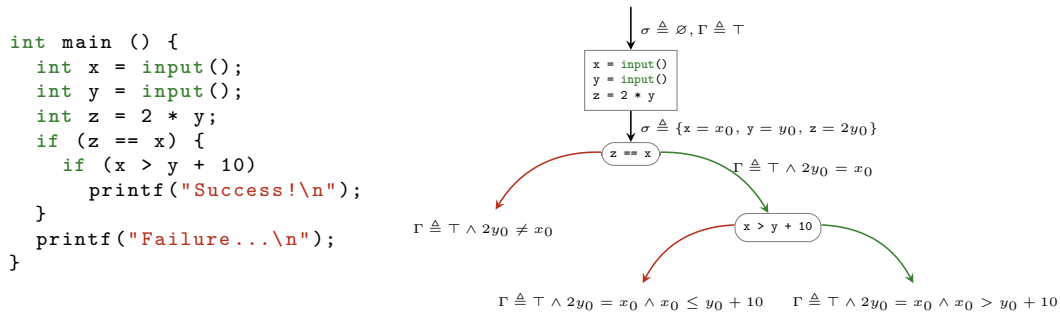 int main () {
int x = input();
int y = input();
int z = 2 * y;
if (z == x) {
if (x > y + 10)
printf("Success!\n");
}
printf("Failure...\n");
}
σ ≜ ∅, Γ ≜ ⊤
x = input()
y = input()
z = 2 * y
σ ≜ {x = x₀, y = y₀, z = 2y₀}
z == x
Γ ≜ ⊤ ∧ 2y₀ = x₀
Γ ≜ ⊤ ∧ 2y₀ ≠ x₀
x > y + 10
Γ ≜ ⊤ ∧ 2y₀ = x₀ ∧ x₀ ≤ y₀ + 10
Γ ≜ ⊤ ∧ 2y₀ = x₀ ∧ x₀ > y₀ + 10